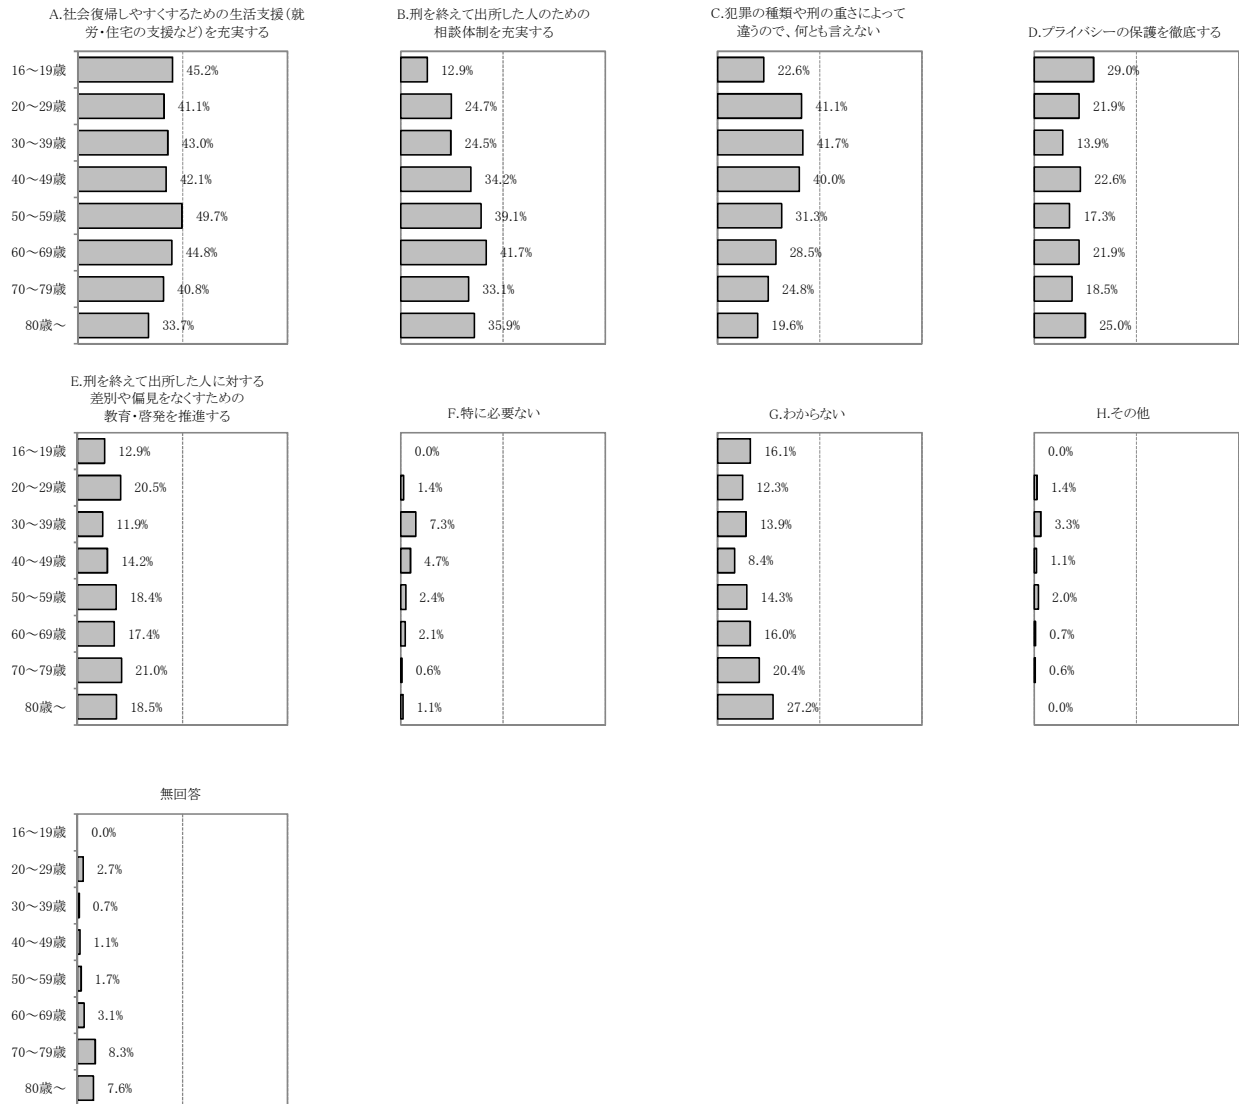 A.社会復帰しやすくするための生活支援(就
労・住宅の支援など)を充実する
16～19歳 45.2%
20～29歳 41.1%
30～39歳 43.0%
40～49歳 42.1%
50～59歳 49.7%
60～69歳 44.8%
70～79歳 40.8%
80歳～ 33.7%
B.刑を終えて出所した人のための
相談体制を充実する
12.9%
24.7%
24.5%
34.2%
39.1%
41.7%
33.1%
35.9%
C.犯罪の種類や刑の重さによって
違うので、何とも言えない
22.6%
41.1%
41.7%
40.0%
31.3%
28.5%
24.8%
19.6%
D.プライバシーの保護を徹底する
29.0%
21.9%
13.9%
22.6%
17.3%
21.9%
18.5%
25.0%
E.刑を終えて出所した人に対する
差別や偏見をなくすための
教育・啓発を推進する
16～19歳 12.9%
20～29歳 20.5%
30～39歳 11.9%
40～49歳 14.2%
50～59歳 18.4%
60～69歳 17.4%
70～79歳 21.0%
80歳～ 18.5%
F.特に必要ない
0.0%
1.4%
7.3%
4.7%
2.4%
2.1%
0.6%
1.1%
G.わからない
16.1%
12.3%
13.9%
8.4%
14.3%
16.0%
20.4%
27.2%
H.その他
0.0%
1.4%
3.3%
1.1%
2.0%
0.7%
0.6%
0.0%
無回答
16～19歳 0.0%
20～29歳 2.7%
30～39歳 0.7%
40～49歳 1.1%
50～59歳 1.7%
60～69歳 3.1%
70～79歳 8.3%
80歳～ 7.6%